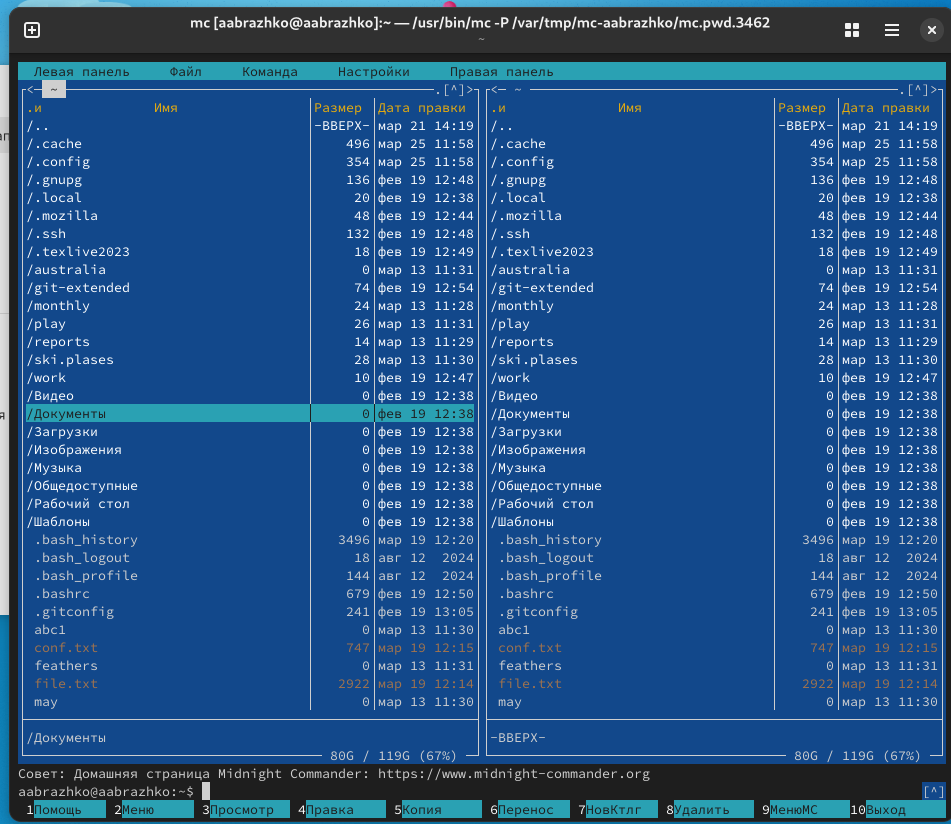 mc [aabrazhko@aabrazhko]:~ — /usr/bin/mc -P /var/tmp/mc-aabrazhko/mc.pwd.3462
~
Левая панель Файл Команда Настройки Правая панель
<─ ~ .[^]> <─ ~ .[^]>
.и Имя Размер Дата правки .и Имя Размер Дата правки
/.. -ВВЕРХ- мар 21 14:19 /.. -ВВЕРХ- мар 21 14:19
/.cache 496 мар 25 11:58 /.cache 496 мар 25 11:58
/.config 354 мар 25 11:58 /.config 354 мар 25 11:58
/.gnupg 136 фев 19 12:48 /.gnupg 136 фев 19 12:48
/.local 20 фев 19 12:38 /.local 20 фев 19 12:38
/.mozilla 48 фев 19 12:44 /.mozilla 48 фев 19 12:44
/.ssh 132 фев 19 12:48 /.ssh 132 фев 19 12:48
/.texlive2023 18 фев 19 12:49 /.texlive2023 18 фев 19 12:49
/australia 0 мар 13 11:31 /australia 0 мар 13 11:31
/git-extended 74 фев 19 12:54 /git-extended 74 фев 19 12:54
/monthly 24 мар 13 11:28 /monthly 24 мар 13 11:28
/play 26 мар 13 11:31 /play 26 мар 13 11:31
/reports 14 мар 13 11:29 /reports 14 мар 13 11:29
/ski.plases 28 мар 13 11:30 /ski.plases 28 мар 13 11:30
/work 10 фев 19 12:47 /work 10 фев 19 12:47
/Видео 0 фев 19 12:38 /Видео 0 фев 19 12:38
/Документы 0 фев 19 12:38 /Документы 0 фев 19 12:38
/Загрузки 0 фев 19 12:38 /Загрузки 0 фев 19 12:38
/Изображения 0 фев 19 12:38 /Изображения 0 фев 19 12:38
/Музыка 0 фев 19 12:38 /Музыка 0 фев 19 12:38
/Общедоступные 0 фев 19 12:38 /Общедоступные 0 фев 19 12:38
/Рабочий стол 0 фев 19 12:38 /Рабочий стол 0 фев 19 12:38
/Шаблоны 0 фев 19 12:38 /Шаблоны 0 фев 19 12:38
.bash_history 3496 мар 19 12:20 .bash_history 3496 мар 19 12:20
.bash_logout 18 авг 12 2024 .bash_logout 18 авг 12 2024
.bash_profile 144 авг 12 2024 .bash_profile 144 авг 12 2024
.bashrc 679 фев 19 12:50 .bashrc 679 фев 19 12:50
.gitconfig 241 фев 19 13:05 .gitconfig 241 фев 19 13:05
abc1 0 мар 13 11:30 abc1 0 мар 13 11:30
conf.txt 747 мар 19 12:15 conf.txt 747 мар 19 12:15
feathers 0 мар 13 11:31 feathers 0 мар 13 11:31
file.txt 2922 мар 19 12:14 file.txt 2922 мар 19 12:14
may 0 мар 13 11:30 may 0 мар 13 11:30
/Документы -ВВЕРХ-
80G / 119G (67%) 80G / 119G (67%)
Совет: Домашняя страница Midnight Commander: https://www.midnight-commander.org
aabrazhko@aabrazhko:~$ [^]
1Помощь 2Меню 3Просмотр 4Правка 5Копия 6Перенос 7НовКтлг 8Удалить 9МенюМС 10Выход